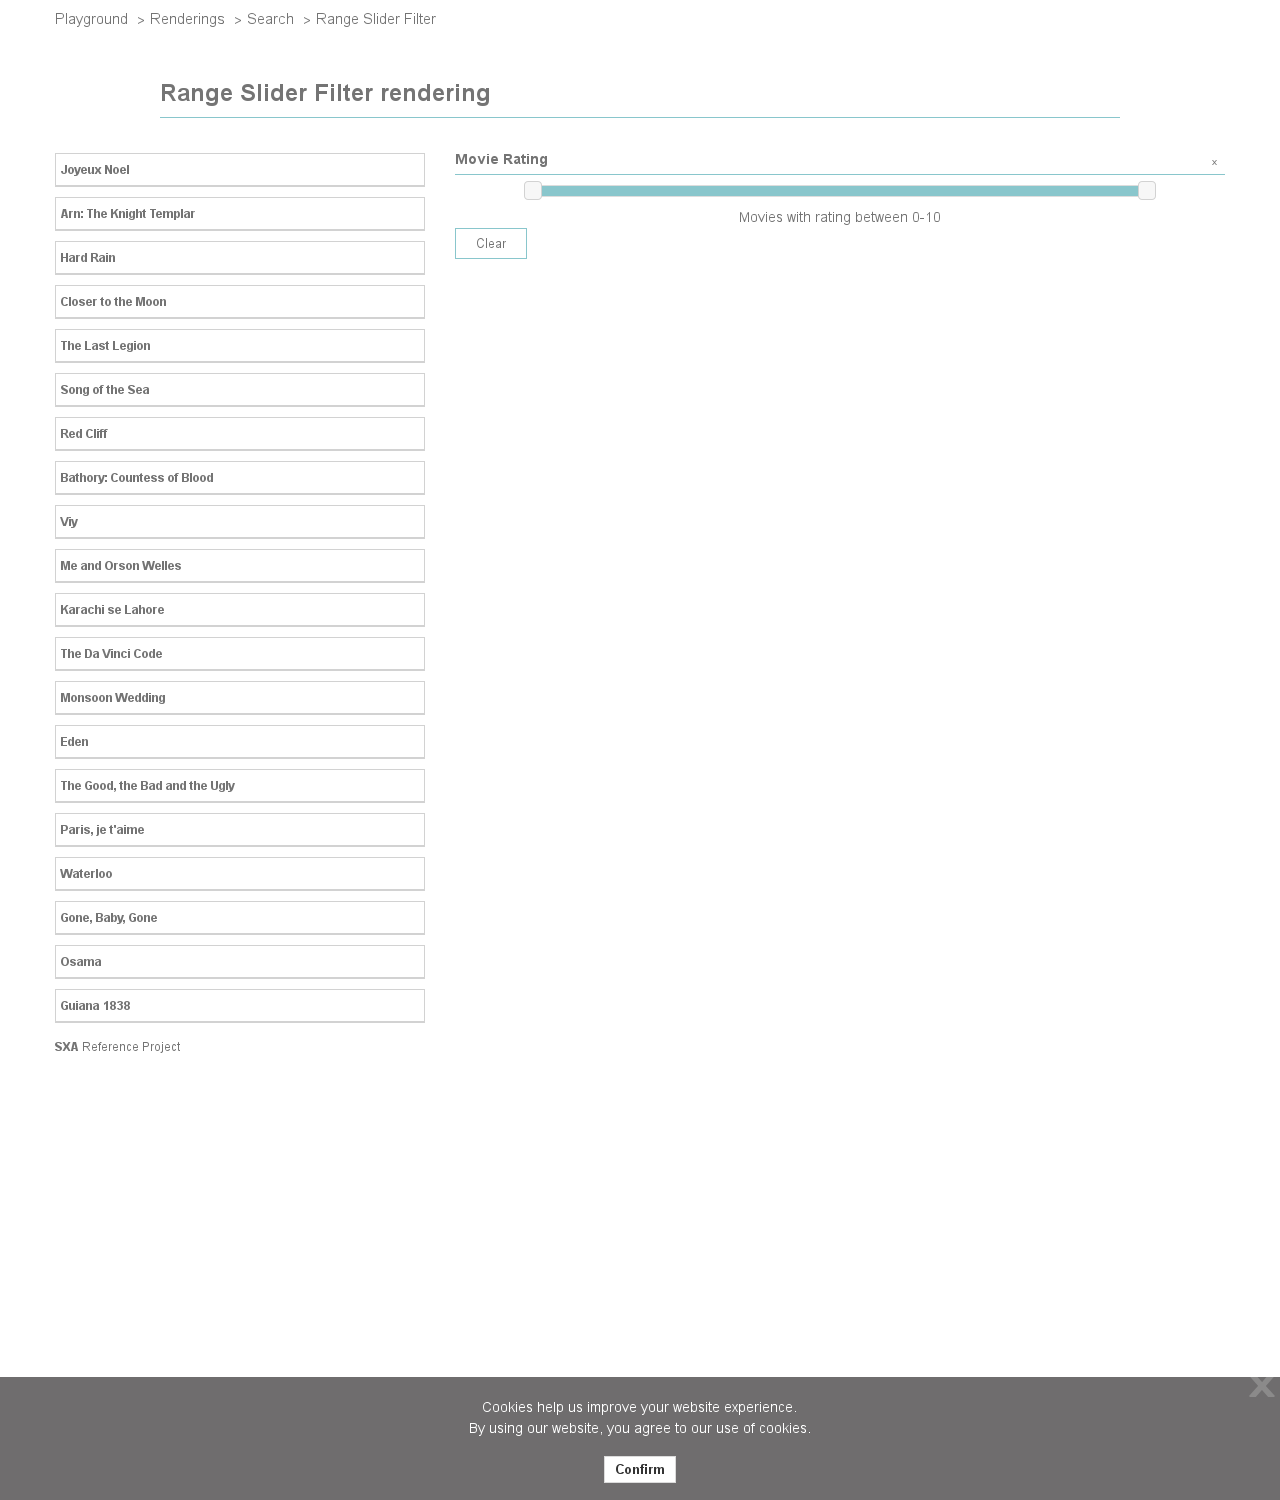 Playground > Renderings > Search > Range Slider Filter
Range Slider Filter rendering
Joyeux Noel
Arn: The Knight Templar
Hard Rain
Closer to the Moon
The Last Legion
Song of the Sea
Red Cliff
Bathory: Countess of Blood
Viy
Me and Orson Welles
Karachi se Lahore
The Da Vinci Code
Monsoon Wedding
Eden
The Good, the Bad and the Ugly
Paris, je t'aime
Waterloo
Gone, Baby, Gone
Osama
Guiana 1838
Movie Rating x
Movies with rating between 0-10
Clear
SXA Reference Project
X
Cookies help us improve your website experience.
By using our website, you agree to our use of cookies.
Confirm